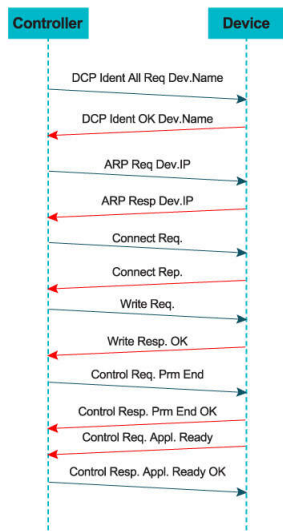 Controller
Device
DCP Ident All Req Dev.Name
DCP Ident OK Dev.Name
ARP Req Dev.IP
ARP Resp Dev.IP
Connect Req.
Connect Rep.
Write Req.
Write Resp. OK
Control Req. Prm End
Control Resp. Prm End OK
Control Req. Appl. Ready
Control Resp. Appl. Ready OK